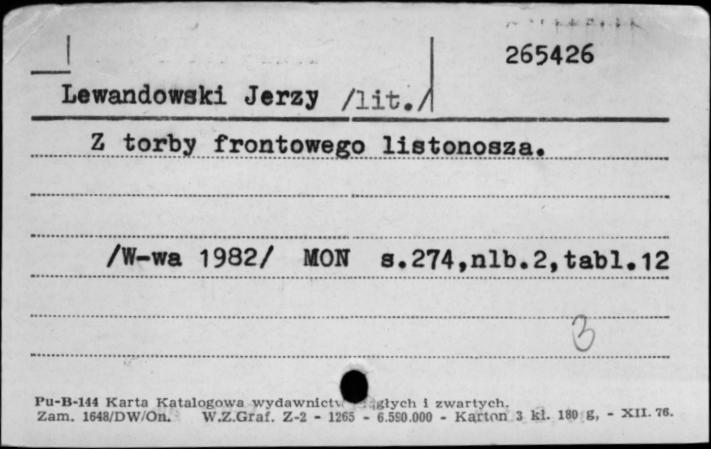 265426
Lewandowski Jerzy /lit./
Z torby frontowego listonosza.
/W-wa 1982/ MON s.274,nlb.2,tabl.12
3
Pu-B-144 Karta Katalogowa wydawnictw ciągłych i zwartych.
Zam. 1648/DW/On. W.Z.Graf. Z-2 - 1265 - 6.590.000 - Karton 3 kl. 180 g, - XII. 76.